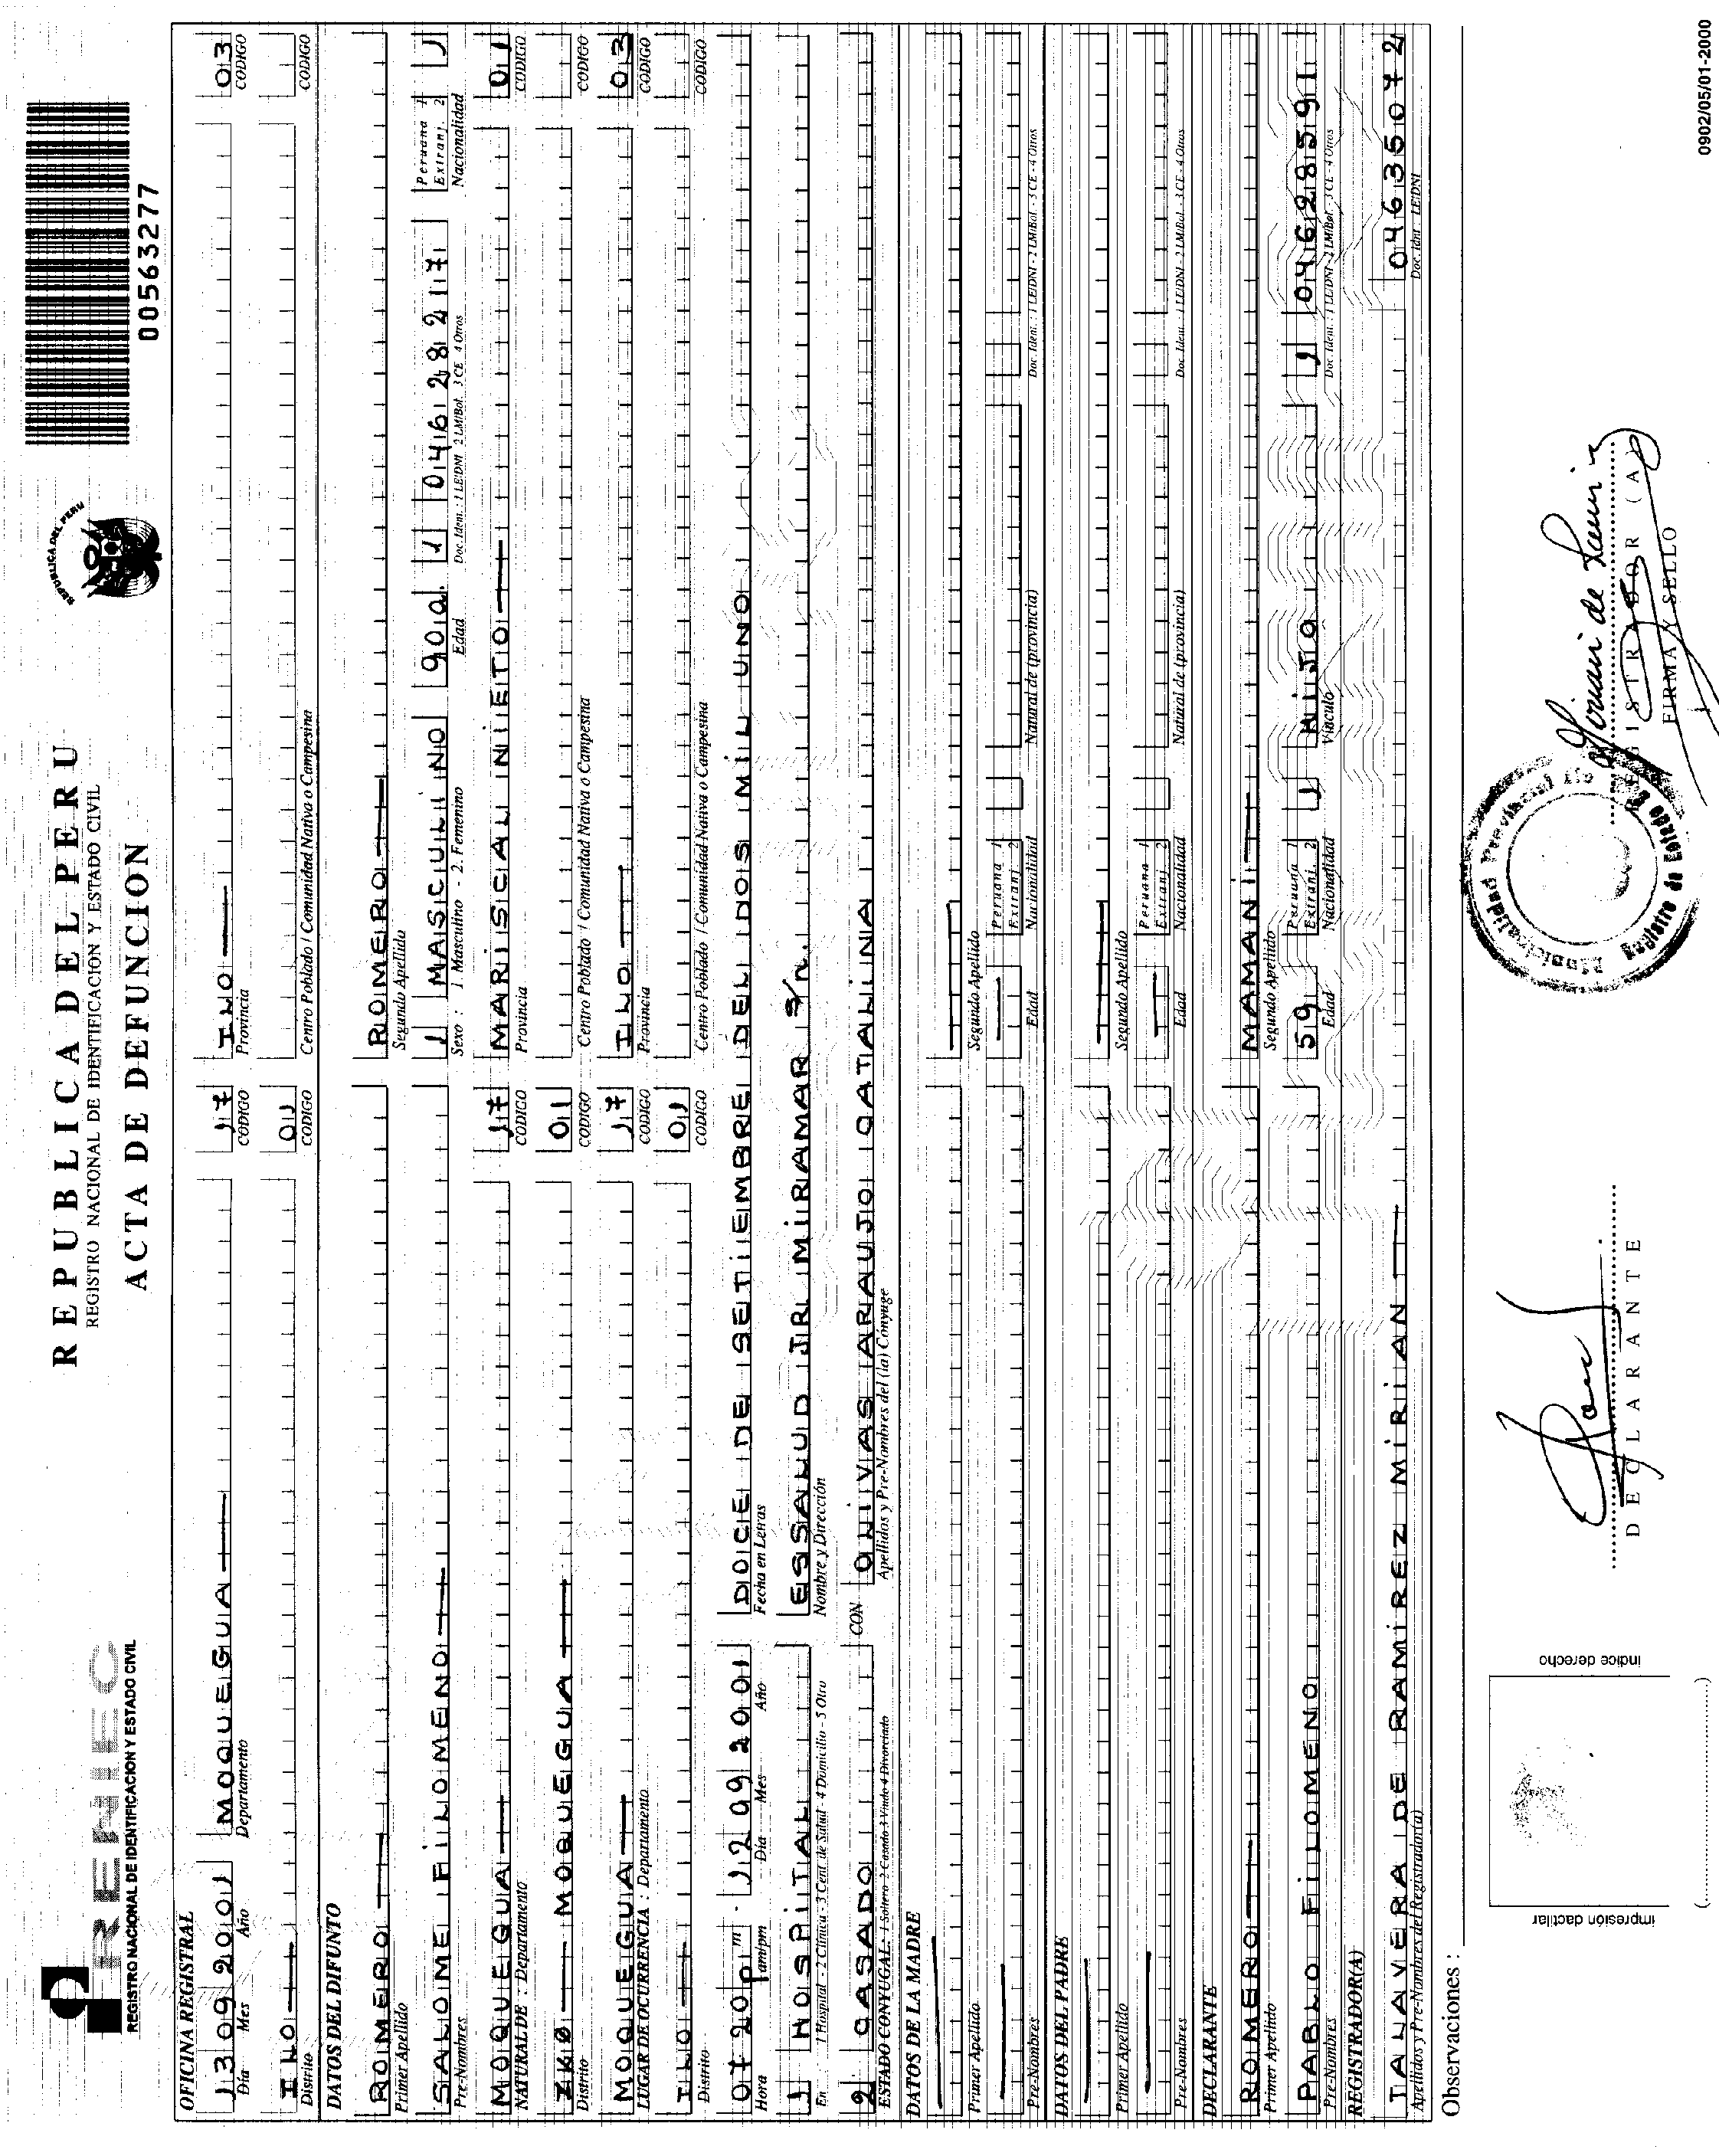 RENIEC
REGISTRO NACIONAL DE IDENTIFICACION Y ESTADO CIVIL
REPUBLICA DEL PERU
REGISTRO NACIONAL DE IDENTIFICACION Y ESTADO CIVIL
ACTA DE DEFUNCION
REPUBLICA DEL PERU
00563277
OFICINA REGISTRAL
13 09 2001 MOQUEGUA 17 ILO 03
Día Mes Año Departamento CODIGO Provincia CODIGO
ILO 01
Distrito CODIGO Centro Poblado / Comunidad Nativa o Campesina CODIGO
DATOS DEL DIFUNTO
ROMERO ROMERO
Primer Apellido Segundo Apellido
SALOME FILOMENO 1 MASCULINO 90a. 1 04628217 Peruana 1 Extranj. 2 1
Pre-Nombres Sexo : 1 Masculino - 2. Femenino Edad Doc. Idem. : 1 LE/DNI 2 LM/Bol. 3 CE 4 Otros Nacionalidad
MOQUEGUA 17 MARISCAL NIETO 01
NATURAL DE : Departamento CODIGO Provincia CODIGO
MOQUEGUA 01
Distrito CODIGO Centro Poblado / Comunidad Nativa o Campesina CODIGO
MOQUEGUA 17 ILO 03
LUGAR DE OCURRENCIA : Departamento CODIGO Provincia CODIGO
ILO 01
Distrito CODIGO Centro Poblado / Comunidad Nativa o Campesina CODIGO
07 20 pm 12 09 2001 DOCE DE SETIEMBRE DEL DOS MIL UNO
Hora am/pm Día Mes Año Fecha en Letras
1 HOSPITAL ESSALUD JR MIRAMAR S/n.
En 1 Hospital - 2 Clínica - 3 Cent. de Salud - 4 Domicilio - 5 Otro Nombre y Dirección
2 CASADO CON OLIVAS ARAUJO CATALINA
ESTADO CONYUGAL: 1 Soltero 2 Casado 3 Viudo 4 Divorciado Apellidos y Pre-Nombres del (la) Cónyuge
DATOS DE LA MADRE
Primer Apellido Segundo Apellido
Peruana 1 Extranj. 2
Pre-Nombres Edad Nacionalidad Natural de (provincia) Doc. Idem. : 1 LE/DNI - 2 LM/Bol. - 3 CE - 4 Otros
DATOS DEL PADRE
Primer Apellido Segundo Apellido
Peruana 1 Extranj. 2
Pre-Nombres Edad Nacionalidad Natural de (provincia) Doc. Idem. : 1 LE/DNI - 2 LM/Bol. - 3 CE - 4 Otros
DECLARANTE
ROMERO MAMANI
Primer Apellido Segundo Apellido
PABLO FILOMENO 59 Peruana 1 Extranj. 2 1 HIJO 1 04628591
Pre-Nombres Edad Nacionalidad Vínculo Doc. Idem. : 1 LE/DNI - 2 LM/Bol. - 3 CE - 4 Otros
REGISTRADOR(A)
TALAVERA DE RAMIREZ MIRIAN 04635072
Apellidos y Pre-Nombres del Registrador(a) Doc. Idnt : LE/DNI
Observaciones :
impresión dactilar
indice derecho
(........)
DECLARANTE
Municipalidad Provincial
Registro de Estado
REGISTRADOR (A)
FIRMA Y SELLO
0902/05/01-2000